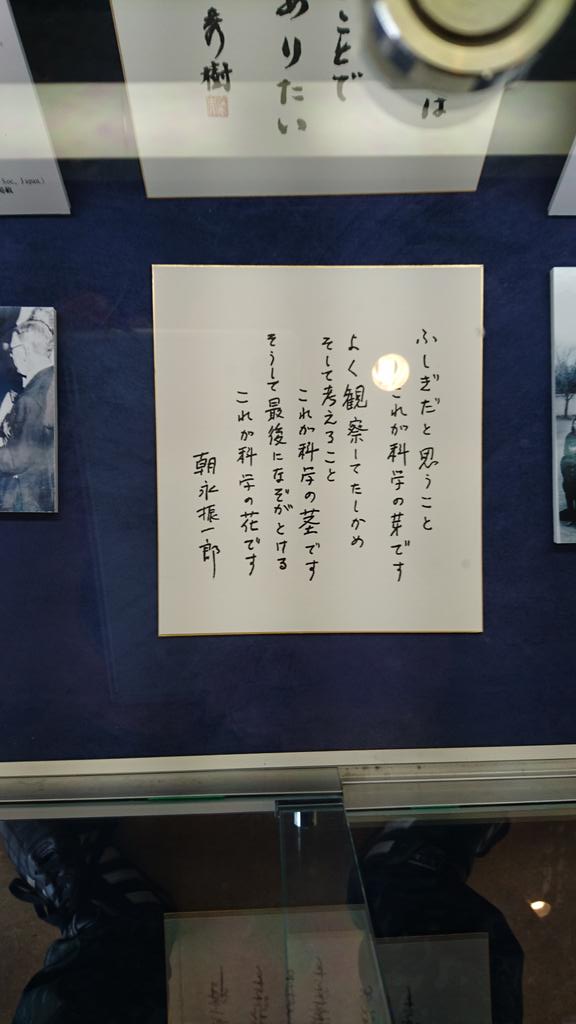 は
ことで
ありたい
秀樹
Soc. Japan.)
ふしぎだと思うこと
これが科学の芽です
よく観察してたしかめ
そして考えること
これが科学の茎です
そうして最後になぞがとける
これが科学の花です
朝永振一郎